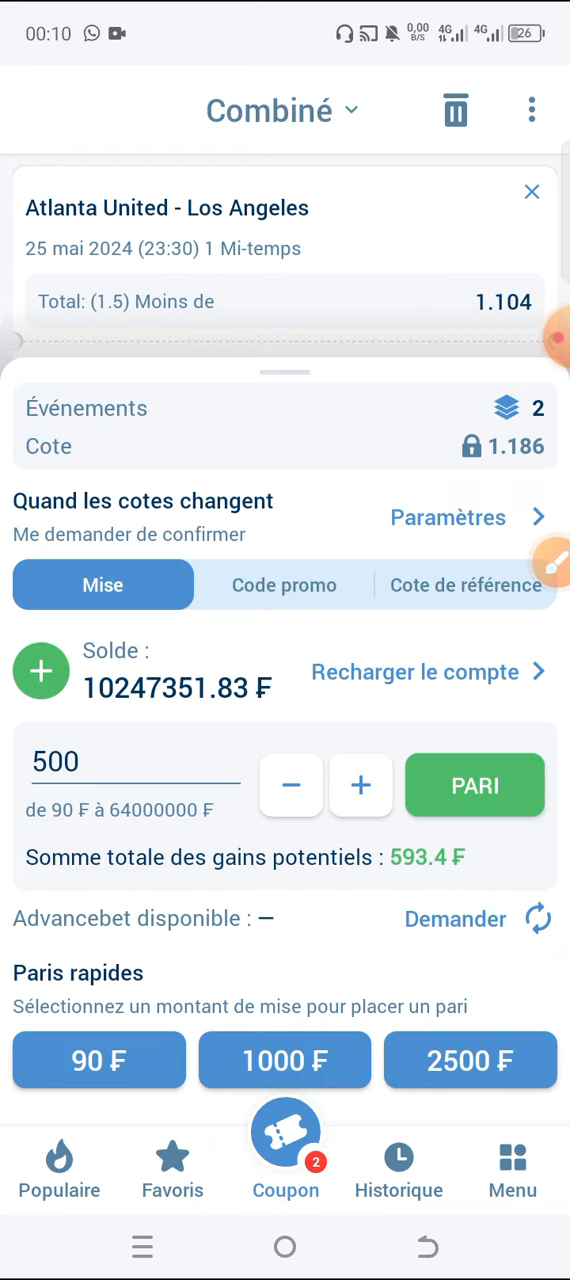 00:10
0,00
B/S
4G
4G
26
Combiné
Atlanta United - Los Angeles
25 mai 2024 (23:30) 1 Mi-temps
Total: (1.5) Moins de 1.104
Événements 2
Cote 1.186
Quand les cotes changent
Me demander de confirmer
Paramètres
Mise Code promo Cote de référence
Solde :
10247351.83 ₣
Recharger le compte
500
de 90 ₣ à 64000000 ₣
− + PARI
Somme totale des gains potentiels : 593.4 ₣
Advancebet disponible : — Demander
Paris rapides
Sélectionnez un montant de mise pour placer un pari
90 ₣ 1000 ₣ 2500 ₣
2
Populaire Favoris Coupon Historique Menu